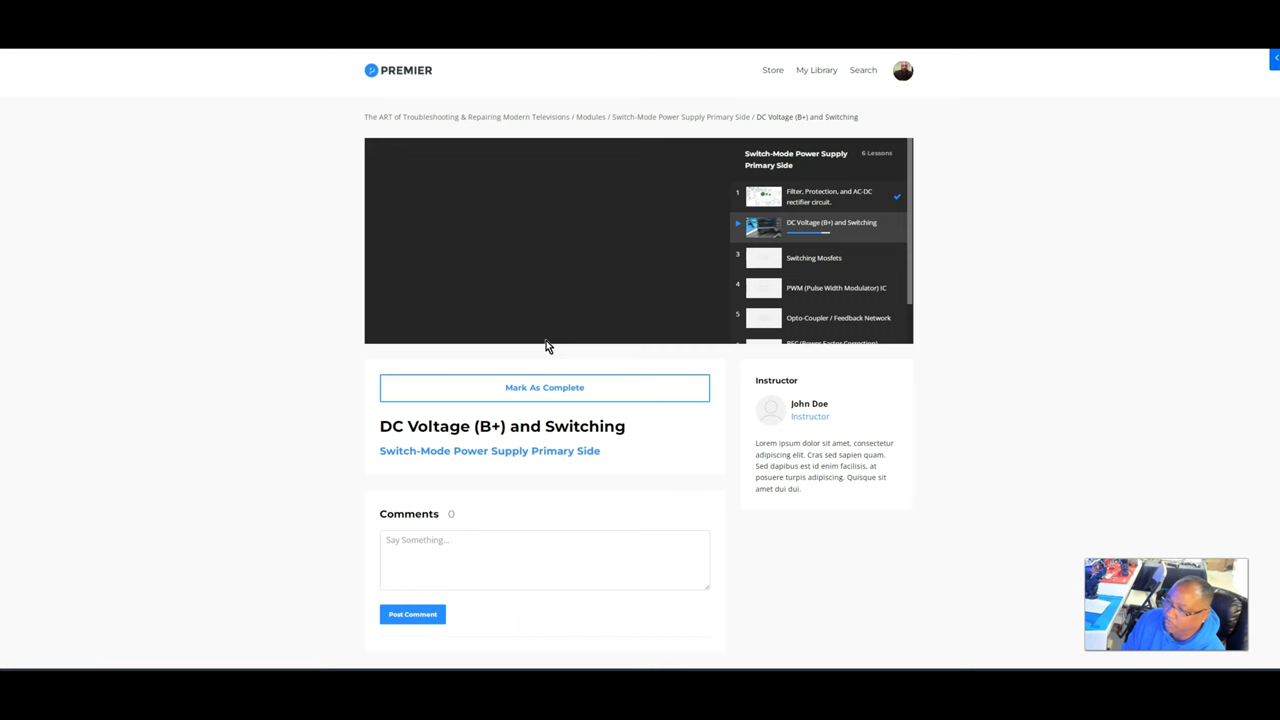 PREMIER
Store
My Library
Search
The ART of Troubleshooting & Repairing Modern Televisions / Modules / Switch-Mode Power Supply Primary Side / DC Voltage (B+) and Switching
Switch-Mode Power Supply
Primary Side
6 Lessons
1
Filter, Protection, and AC-DC
rectifier circuit.
DC Voltage (B+) and Switching
3
Switching Mosfets
4
PWM (Pulse Width Modulator) IC
5
Opto-Coupler / Feedback Network
PFC (Power Factor Correction)
Mark As Complete
DC Voltage (B+) and Switching
Switch-Mode Power Supply Primary Side
Comments 0
Say Something...
Post Comment
Instructor
John Doe
Instructor
Lorem ipsum dolor sit amet, consectetur
adipiscing elit. Cras sed sapien quam.
Sed dapibus est id enim facilisis, at
posuere turpis adipiscing. Quisque sit
amet dui dui.